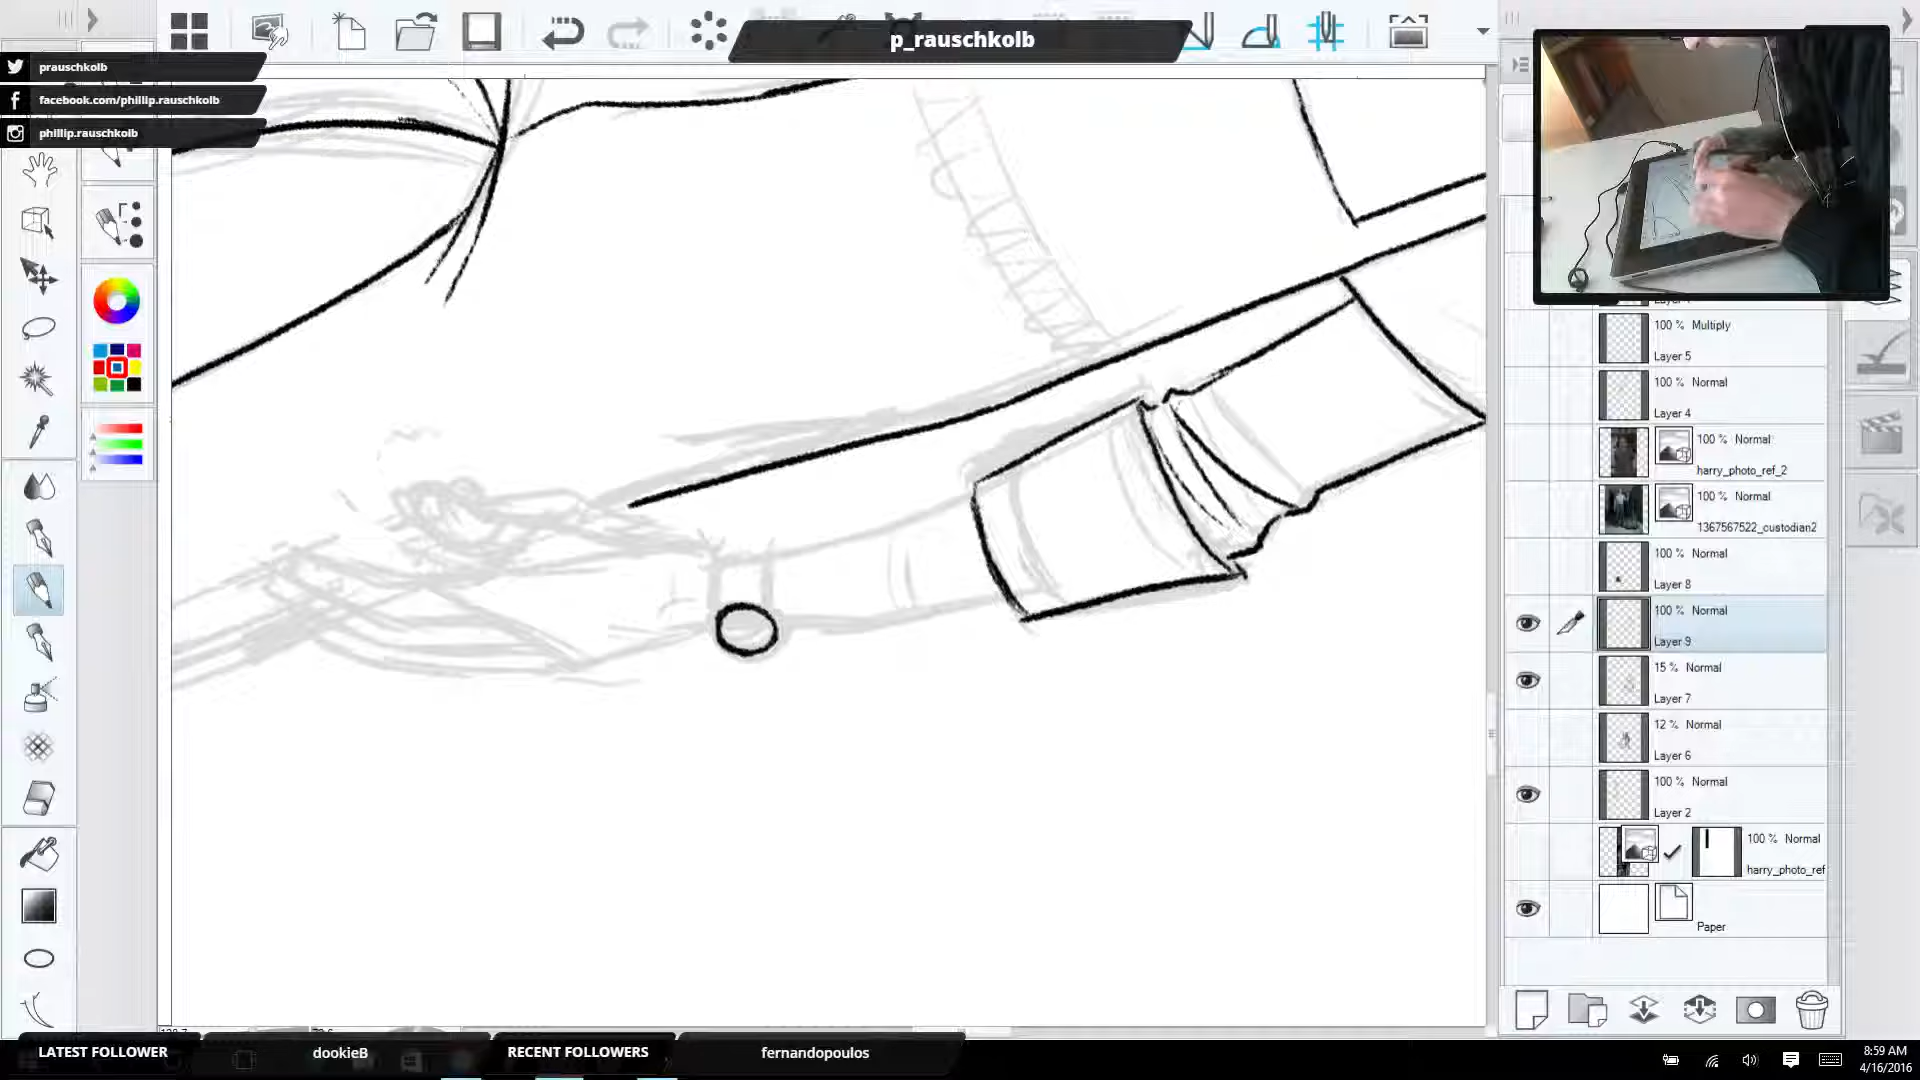 p_rauschkolb
prauschkolb
facebook.com/phillip.rauschkolb
phillip.rauschkolb
100 % Multiply
Layer 5
100 % Normal
Layer 4
100 % Normal
harry_photo_ref_2
100 % Normal
1367567522_custodian2
100 % Normal
Layer 8
100 % Normal
Layer 9
15 % Normal
Layer 7
12 % Normal
Layer 6
100 % Normal
Layer 2
100 % Normal
harry_photo_ref
Paper
LATEST FOLLOWER
dookieB
RECENT FOLLOWERS
fernandopoulos
8:59 AM
4/16/2016